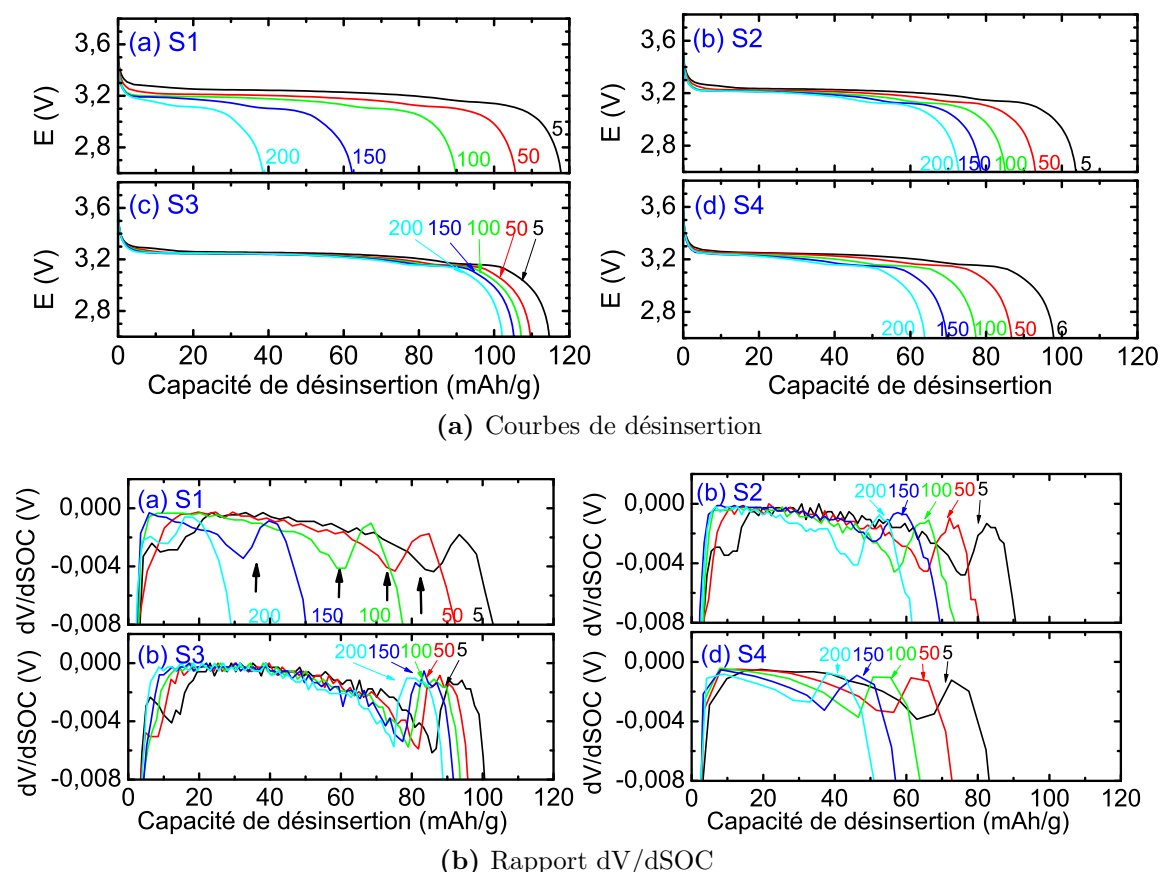 (a) S1
(b) S2
3,6
3,2
2,8
E (V)
200
150
100
50
5
3,6
3,2
2,8
E (V)
200
150
100
50
5
(c) S3
(d) S4
3,6
3,2
2,8
E (V)
200
150
100
50
5
3,6
3,2
2,8
E (V)
200
150
100
50
6
0 20 40 60 80 100 120
0 20 40 60 80 100 120
Capacité de désinsertion (mAh/g)
Capacité de désinsertion
(a) Courbes de désinsertion
(a) S1
(b) S2
0,000
-0,004
-0,008
dV/dSOC (V)
200
150
100
50
5
0,000
-0,004
-0,008
dV/dSOC (V)
200
150
100
50
5
(b) S3
(d) S4
0,000
-0,004
-0,008
dV/dSOC (V)
200
150
100
50
5
0,000
-0,004
-0,008
dV/dSOC (V)
200
150
100
50
5
0 20 40 60 80 100 120
0 20 40 60 80 100 120
Capacité de désinsertion (mAh/g)
Capacité de désinsertion (mAh/g)
(b) Rapport dV/dSOC